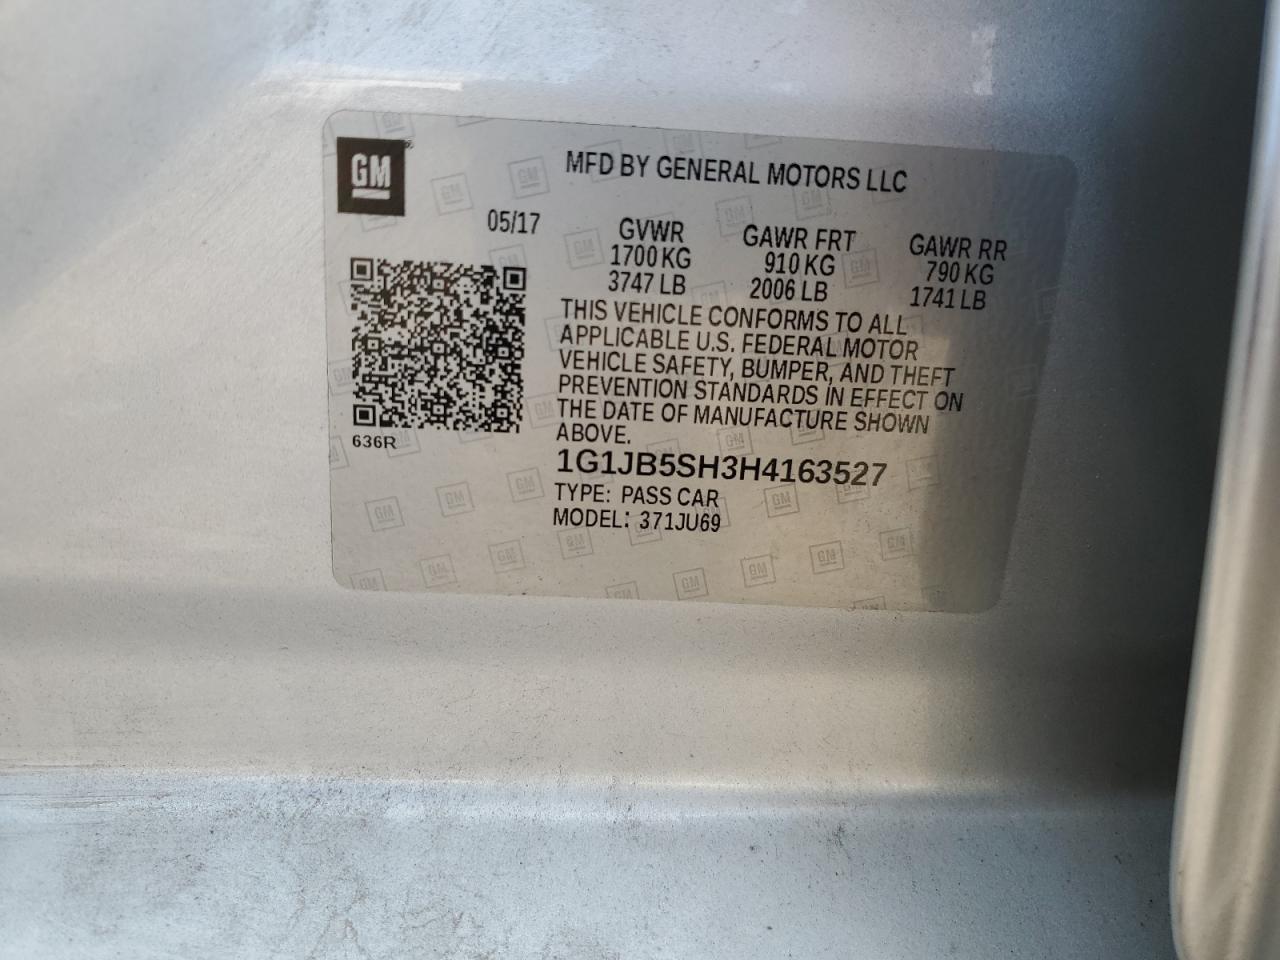 GM
MFD BY GENERAL MOTORS LLC
05/17
GVWR GAWR FRT GAWR RR
1700 KG 910 KG 790 KG
3747 LB 2006 LB 1741 LB
THIS VEHICLE CONFORMS TO ALL
APPLICABLE U.S. FEDERAL MOTOR
VEHICLE SAFETY, BUMPER, AND THEFT
PREVENTION STANDARDS IN EFFECT ON
THE DATE OF MANUFACTURE SHOWN
ABOVE.
636R
1G1JB5SH3H4163527
TYPE: PASS CAR
MODEL: 371JU69